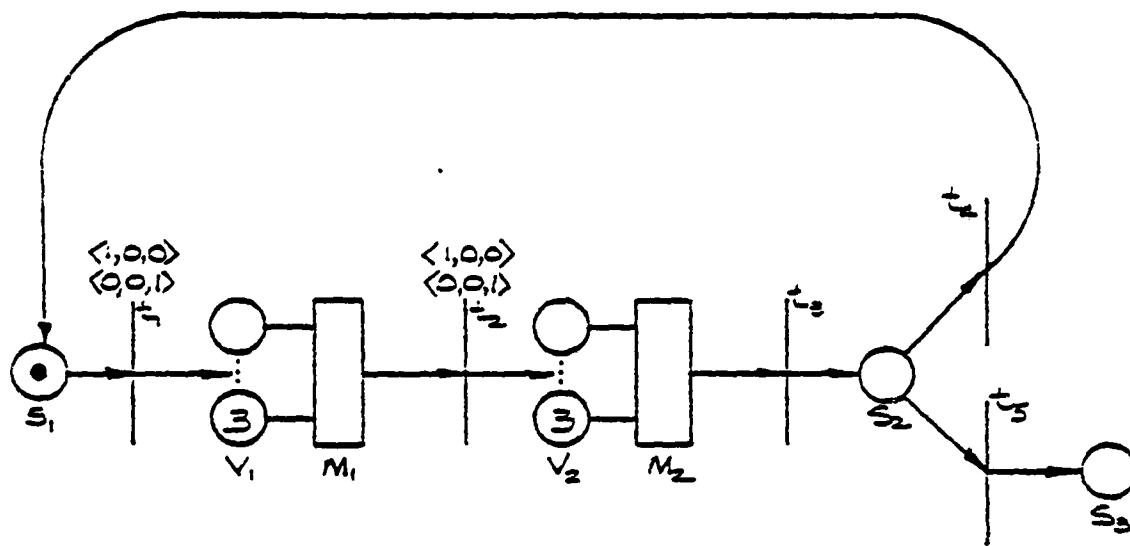 <1,0,0>
<0,0,1>
t1
<1,0,0>
<0,0,1>
t2
t3
t4
t5
3
3
S1
V1
M1
V2
M2
S2
S3